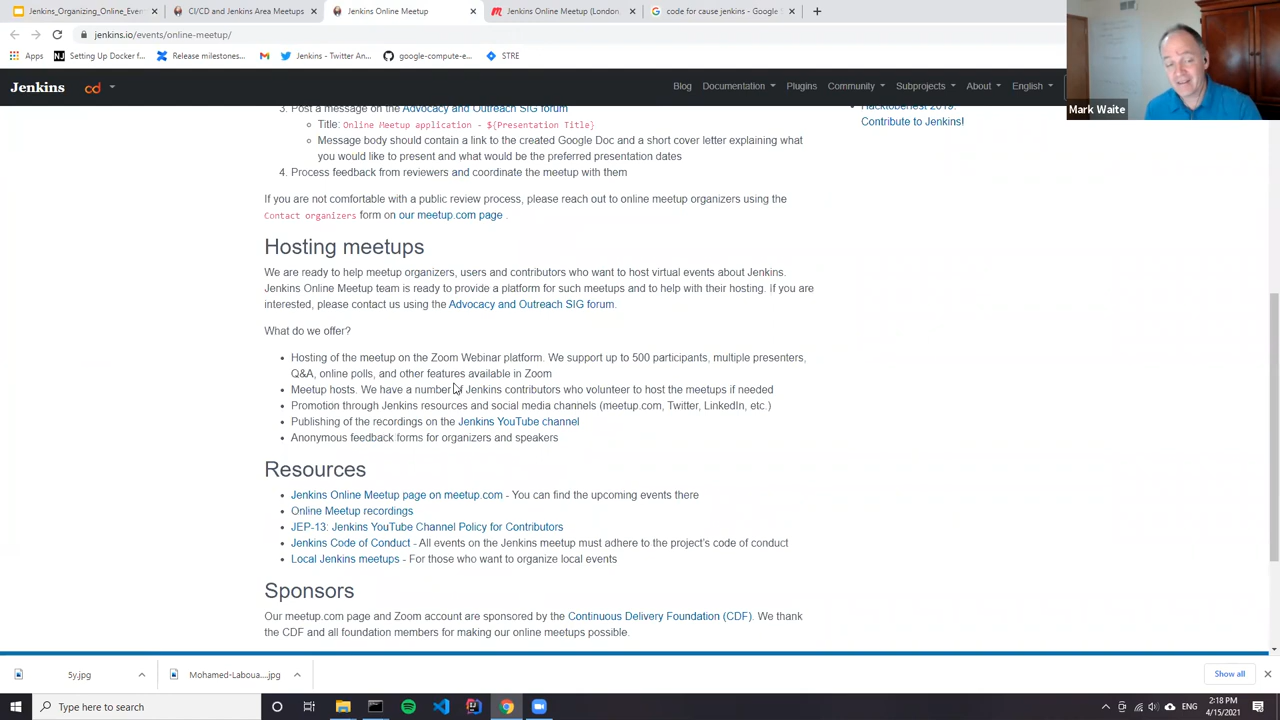 Jenkins_Organizing_Online_Even
CI/CD and Jenkins Area Meetups
Jenkins Online Meetup
Jenkins Online Meetup (London,
code for cause jenkins - Google S
jenkins.io/events/online-meetup/
Apps
Setting Up Docker f...
Release milestones...
Jenkins - Twitter An...
google-compute-e...
STRE
Jenkins
cd
Blog
Documentation
Plugins
Community
Subprojects
About
English
Mark Waite
3. Post a message on the Advocacy and Outreach SIG forum
Title: Online Meetup application - ${Presentation Title}
Message body should contain a link to the created Google Doc and a short cover letter explaining what
you would like to present and what would be the preferred presentation dates
4. Process feedback from reviewers and coordinate the meetup with them
Hacktoberfest 2019:
Contribute to Jenkins!
If you are not comfortable with a public review process, please reach out to online meetup organizers using the
Contact organizers form on our meetup.com page .
Hosting meetups
We are ready to help meetup organizers, users and contributors who want to host virtual events about Jenkins.
Jenkins Online Meetup team is ready to provide a platform for such meetups and to help with their hosting. If you are
interested, please contact us using the Advocacy and Outreach SIG forum.
What do we offer?
Hosting of the meetup on the Zoom Webinar platform. We support up to 500 participants, multiple presenters,
Q&A, online polls, and other features available in Zoom
Meetup hosts. We have a number of Jenkins contributors who volunteer to host the meetups if needed
Promotion through Jenkins resources and social media channels (meetup.com, Twitter, LinkedIn, etc.)
Publishing of the recordings on the Jenkins YouTube channel
Anonymous feedback forms for organizers and speakers
Resources
Jenkins Online Meetup page on meetup.com - You can find the upcoming events there
Online Meetup recordings
JEP-13: Jenkins YouTube Channel Policy for Contributors
Jenkins Code of Conduct - All events on the Jenkins meetup must adhere to the project's code of conduct
Local Jenkins meetups - For those who want to organize local events
Sponsors
Our meetup.com page and Zoom account are sponsored by the Continuous Delivery Foundation (CDF). We thank
the CDF and all foundation members for making our online meetups possible.
5y.jpg
Mohamed-Laboua....jpg
Show all
Type here to search
ENG
2:18 PM
4/15/2021